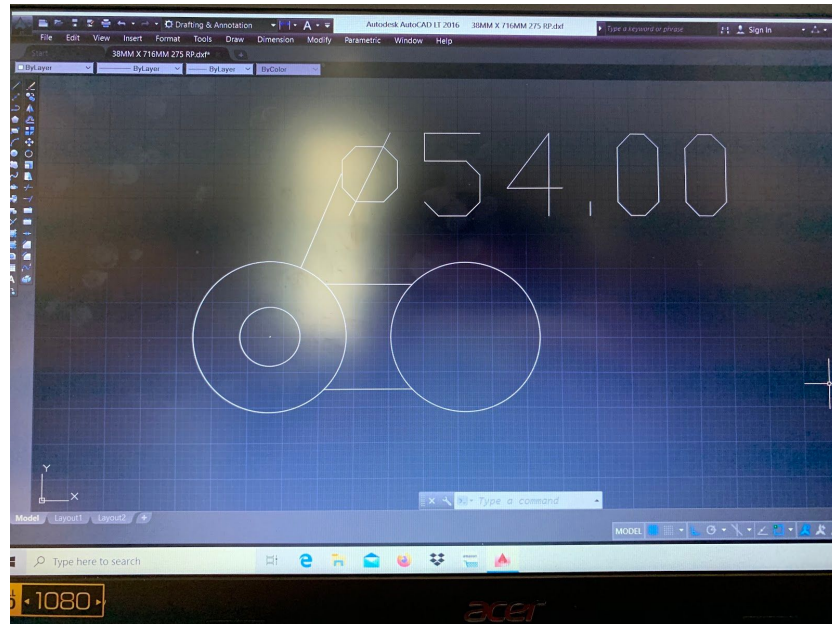 Drafting & Annotation
A
Autodesk AutoCAD LT 2016 38MM X 716MM 275 RP.dxf
Type a keyword or phrase
Sign In
File Edit View Insert Format Tools Draw Dimension Modify Parametric Window Help
Start 38MM X 716MM 275 RP.dxf*
ByLayer ByLayer ByLayer ByColor
Ø54,00
Y
X
Type a command
Model Layout1 Layout2 +
MODEL
Type here to search
1080
acer